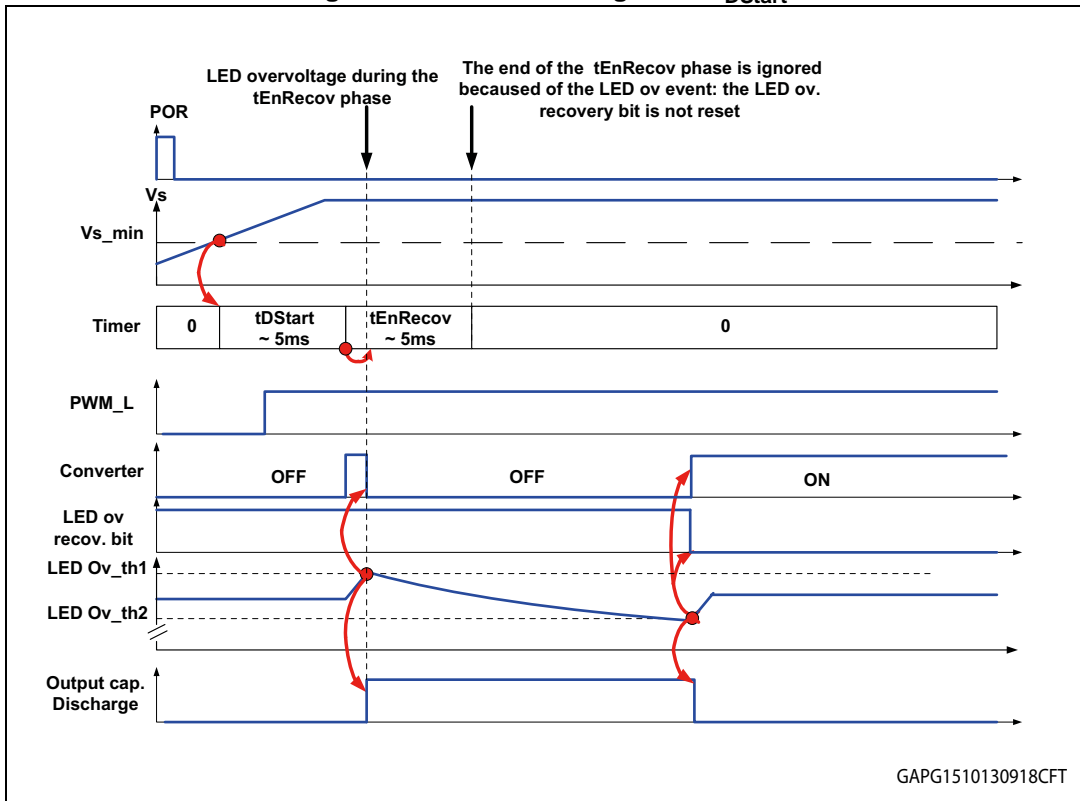 DStart
LED overvoltage during the
tEnRecov phase
The end of the tEnRecov phase is ignored
becaused of the LED ov event: the LED ov.
recovery bit is not reset
POR
Vs
Vs_min
Timer
0
tDStart
~ 5ms
tEnRecov
~ 5ms
0
PWM_L
Converter
OFF
OFF
ON
LED ov
recov. bit
LED Ov_th1
LED Ov_th2
Output cap.
Discharge
GAPG1510130918CFT